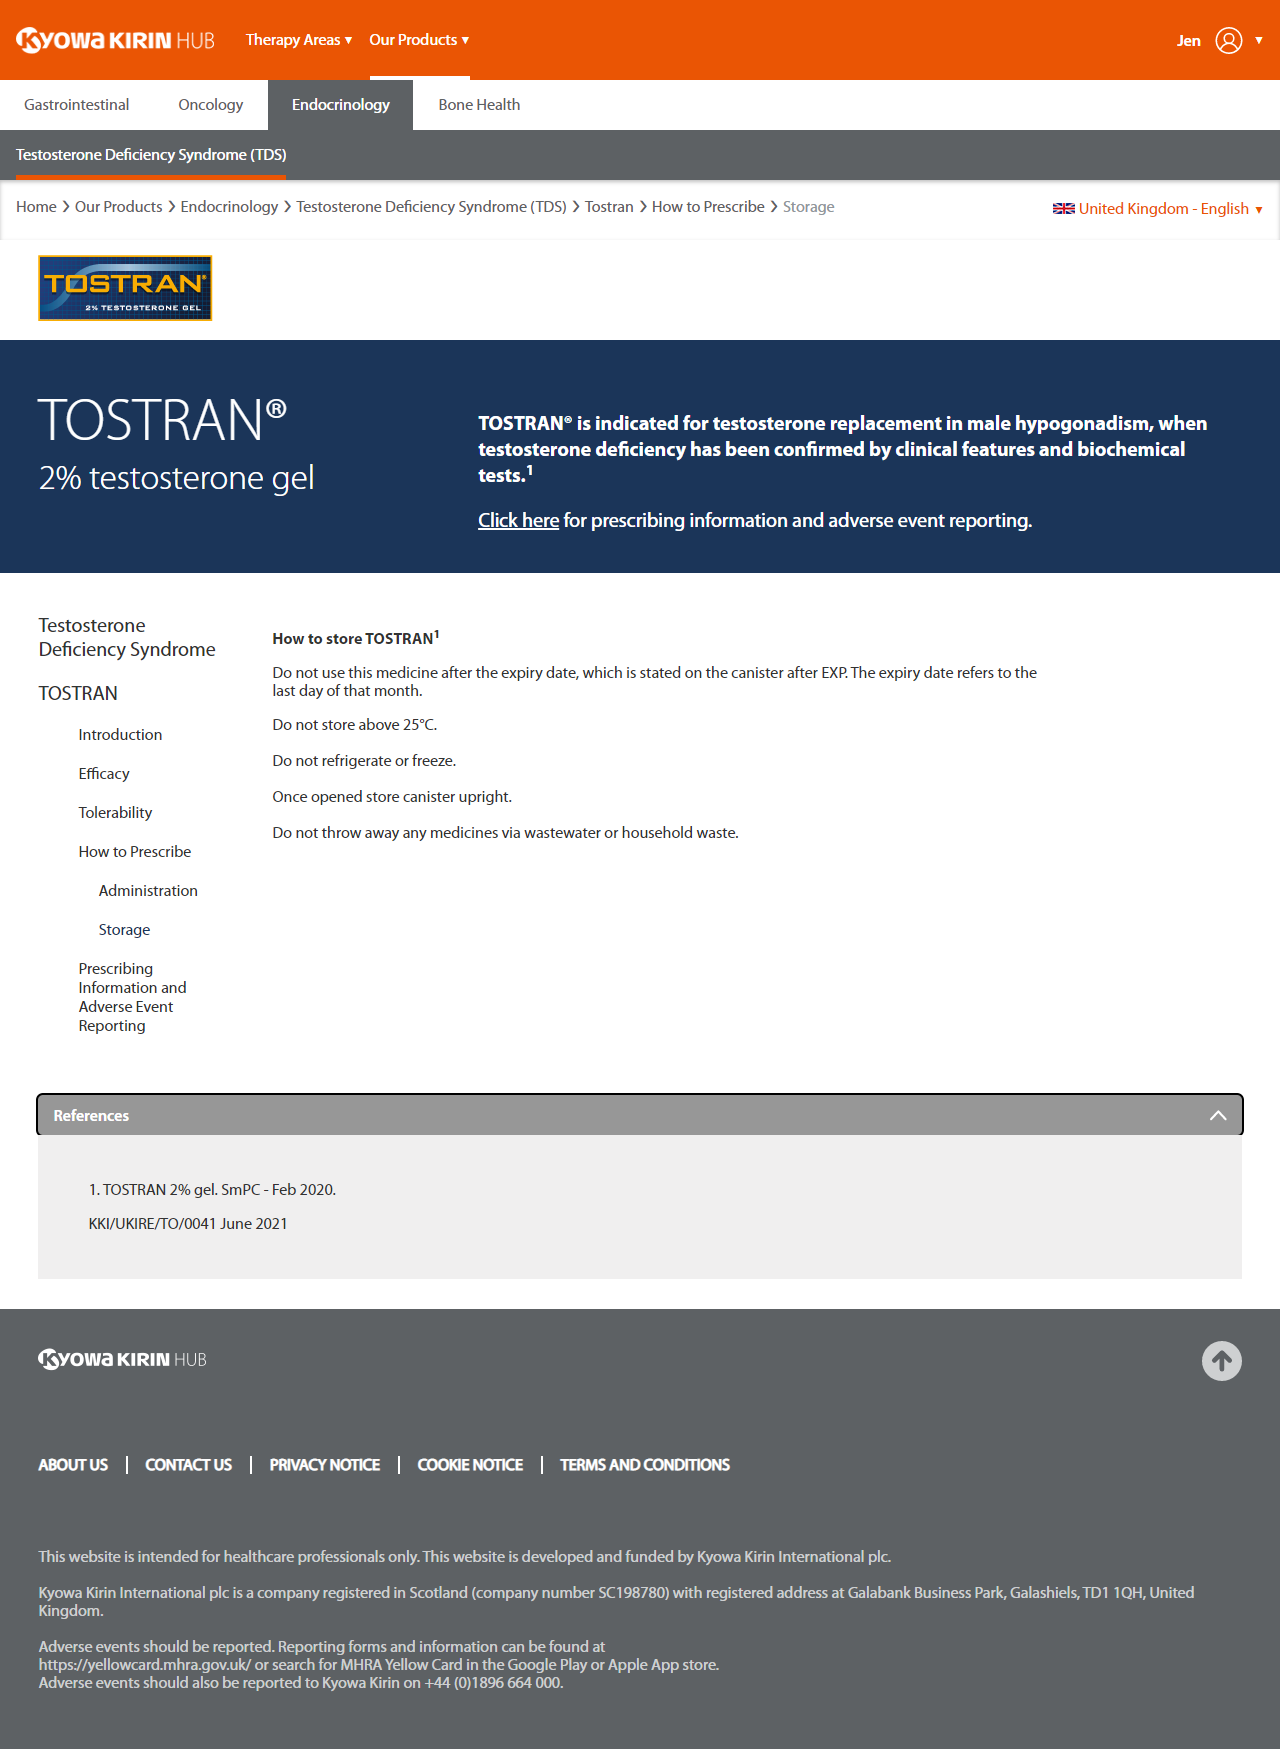 KYOWA KIRIN HUB
Therapy Areas ▼ Our Products ▼
Jen ▼
Gastrointestinal Oncology Endocrinology Bone Health
Testosterone Deficiency Syndrome (TDS)
Home > Our Products > Endocrinology > Testosterone Deficiency Syndrome (TDS) > Tostran > How to Prescribe > Storage
United Kingdom - English ▼
TOSTRAN®
2% TESTOSTERONE GEL
TOSTRAN®
2% testosterone gel
TOSTRAN® is indicated for testosterone replacement in male hypogonadism, when
testosterone deficiency has been confirmed by clinical features and biochemical
tests.1
Click here for prescribing information and adverse event reporting.
Testosterone
Deficiency Syndrome
TOSTRAN
Introduction
Efficacy
Tolerability
How to Prescribe
Administration
Storage
Prescribing
Information and
Adverse Event
Reporting
How to store TOSTRAN1
Do not use this medicine after the expiry date, which is stated on the canister after EXP. The expiry date refers to the
last day of that month.
Do not store above 25°C.
Do not refrigerate or freeze.
Once opened store canister upright.
Do not throw away any medicines via wastewater or household waste.
References
1. TOSTRAN 2% gel. SmPC - Feb 2020.
KKI/UKIRE/TO/0041 June 2021
KYOWA KIRIN HUB
ABOUT US | CONTACT US | PRIVACY NOTICE | COOKIE NOTICE | TERMS AND CONDITIONS
This website is intended for healthcare professionals only. This website is developed and funded by Kyowa Kirin International plc.
Kyowa Kirin International plc is a company registered in Scotland (company number SC198780) with registered address at Galabank Business Park, Galashiels, TD1 1QH, United
Kingdom.
Adverse events should be reported. Reporting forms and information can be found at
https://yellowcard.mhra.gov.uk/ or search for MHRA Yellow Card in the Google Play or Apple App store.
Adverse events should also be reported to Kyowa Kirin on +44 (0)1896 664 000.